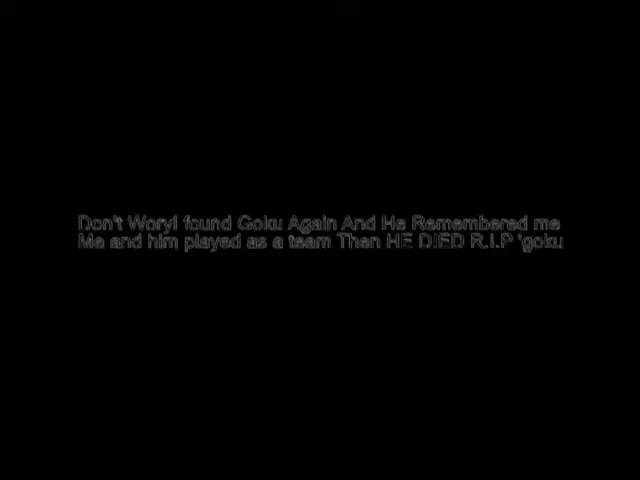 Don't Wory! found Goku Again And He Remembered me
Me and him played as a team Then HE DIED R.I.P 'goku